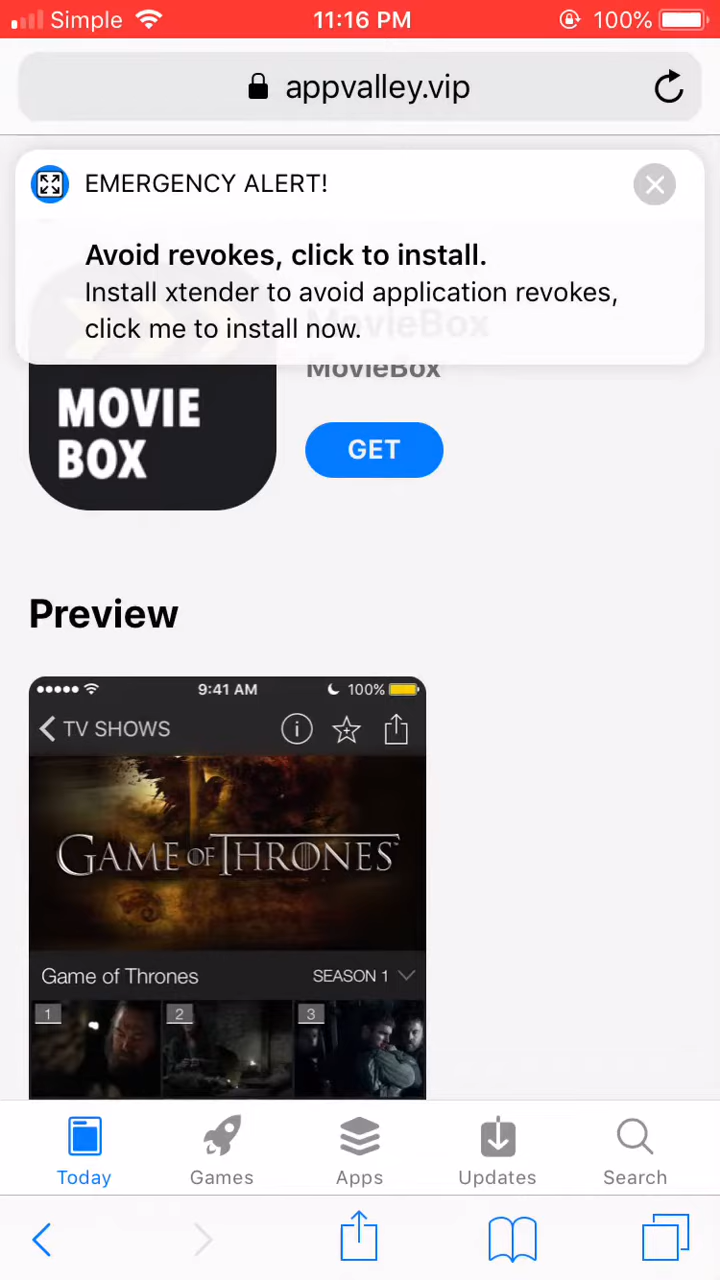 Simple 11:16 PM 100%
appvalley.vip
EMERGENCY ALERT!
Avoid revokes, click to install.
Install xtender to avoid application revokes,
click me to install now.
MovieBox
MovieBox
MOVIE
BOX
GET
Preview
9:41 AM 100%
TV SHOWS
GAME OF THRONES
Game of Thrones SEASON 1
1 2 3
Today Games Apps Updates Search